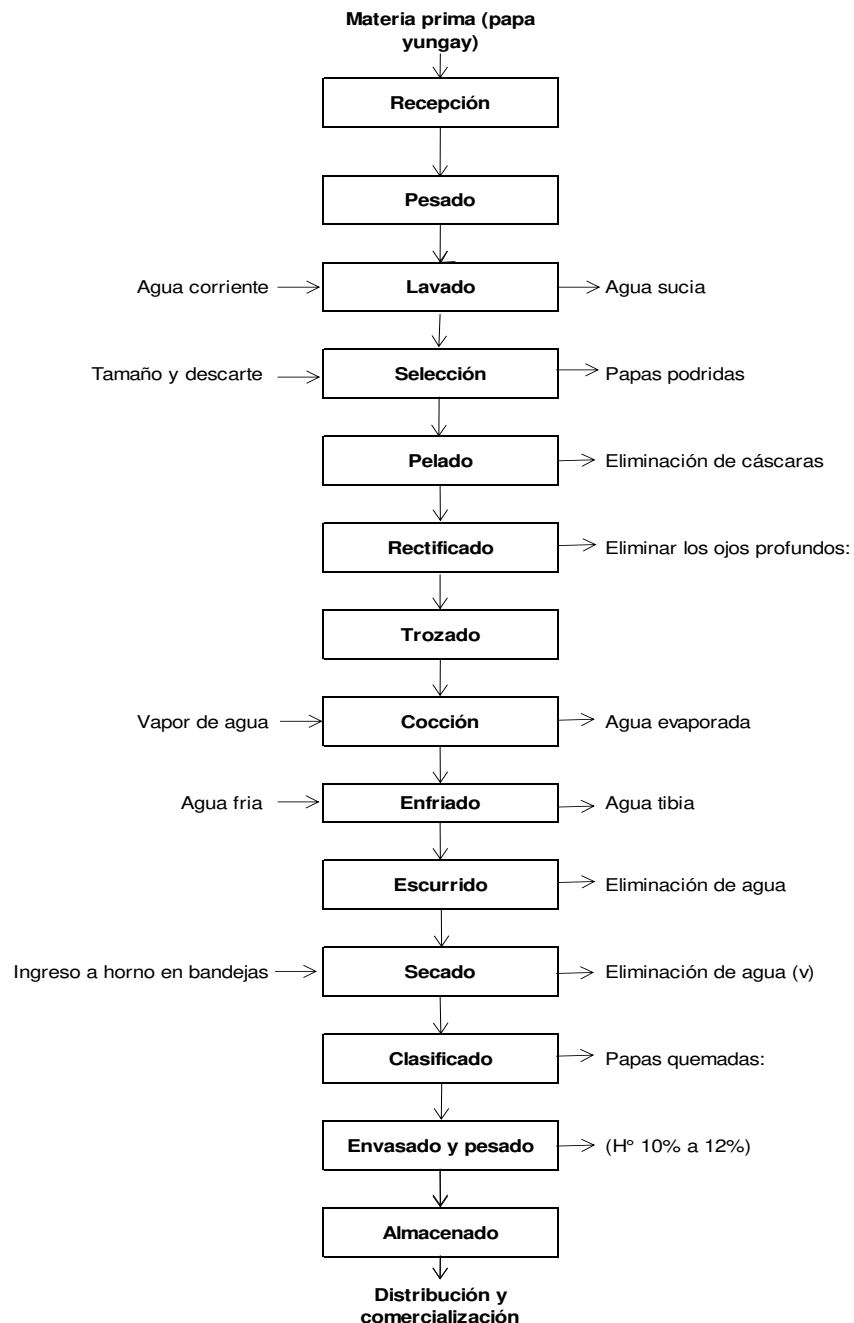 Materia prima (papa
yungay)
Recepción
Pesado
Agua corriente
Lavado
Agua sucia
Tamaño y descarte
Selección
Papas podridas
Pelado
Eliminación de cáscaras
Rectificado
Eliminar los ojos profundos:
Trozado
Vapor de agua
Cocción
Agua evaporada
Agua fria
Enfriado
Agua tibia
Escurrido
Eliminación de agua
Ingreso a horno en bandejas
Secado
Eliminación de agua (v)
Clasificado
Papas quemadas:
Envasado y pesado
(H° 10% a 12%)
Almacenado
Distribución y
comercialización